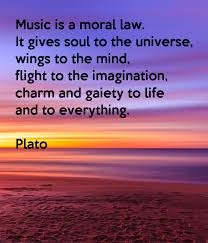 Music is a moral law.
It gives soul to the universe,
wings to the mind,
flight to the imagination,
charm and gaiety to life
and to everything.
Plato